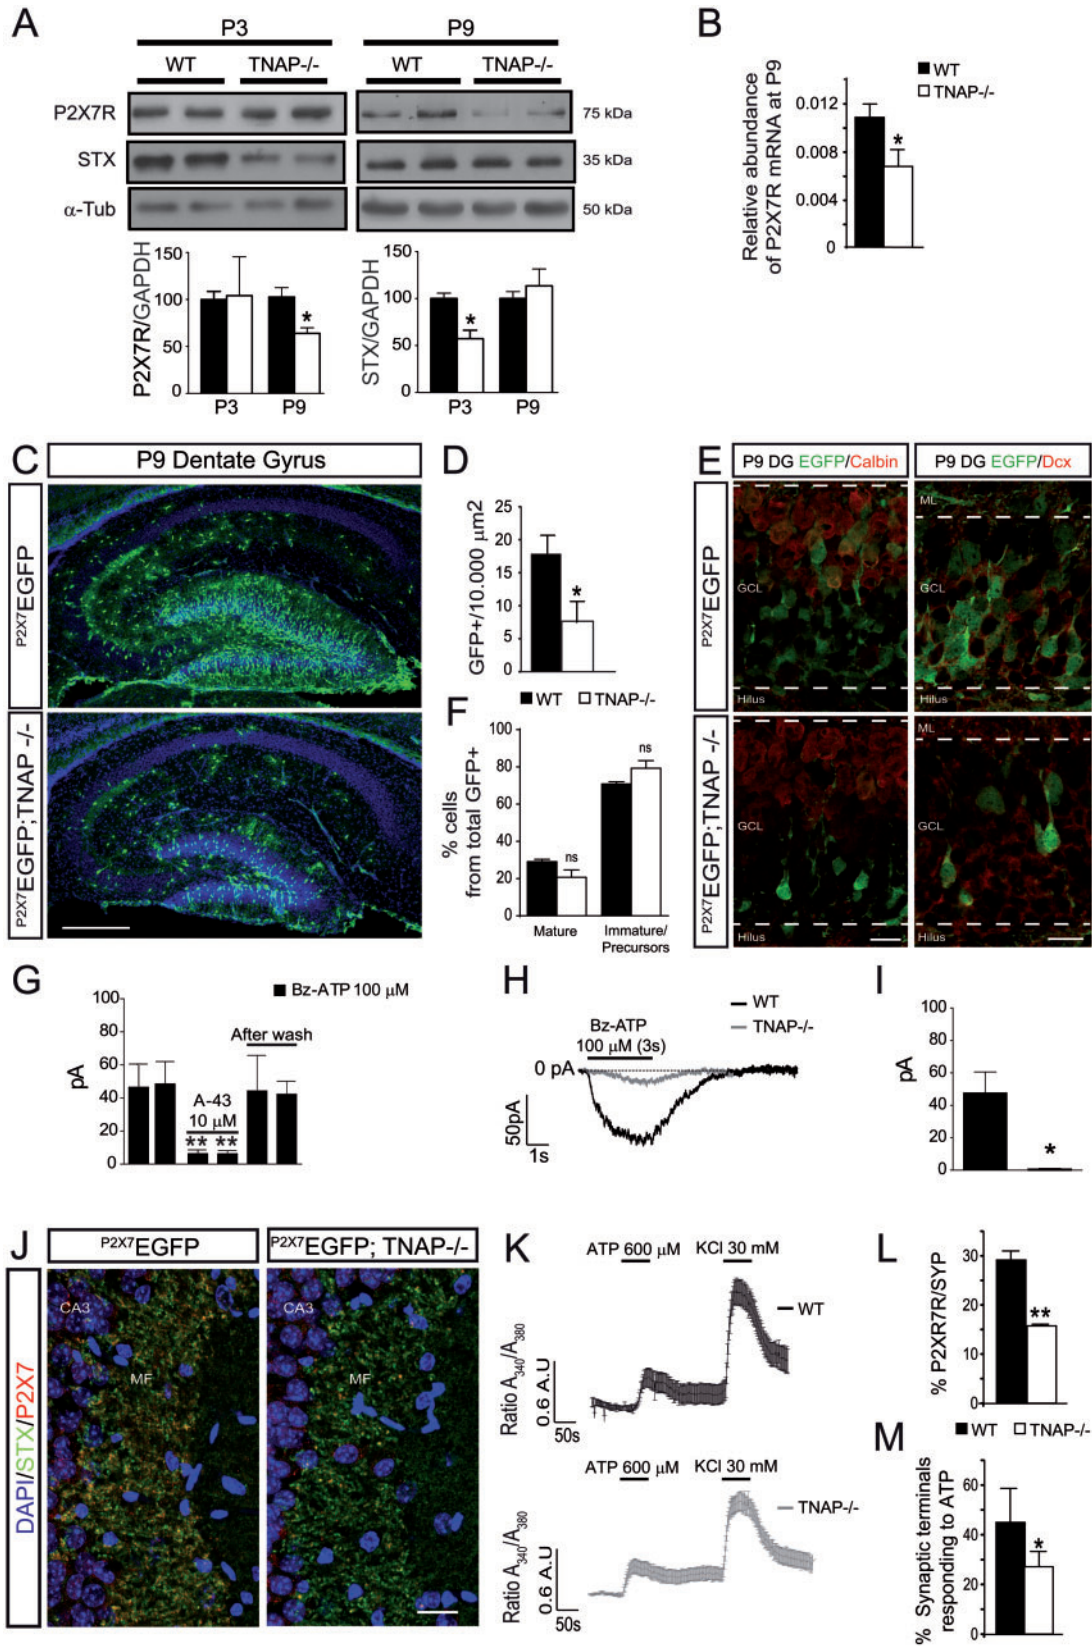 A
P3
P9
WT
TNAP-/-
WT
TNAP-/-
P2X7R
75 kDa
STX
35 kDa
α-Tub
50 kDa
P2X7R/GAPDH
150
100
50
0
*
P3
P9
STX/GAPDH
150
100
50
0
*
P3
P9
B
WT
TNAP-/-
Relative abundance
of P2X7R mRNA at P9
0.012
0.008
0.004
0
*
C
P9 Dentate Gyrus
P2X7EGFP
P2X7EGFP;TNAP -/-
D
GFP+/10.000 µm2
25
20
15
10
5
0
*
WT
TNAP-/-
E
P9 DG EGFP/Calbin
P9 DG EGFP/Dcx
P2X7EGFP
P2X7EGFP;TNAP -/-
GCL
Hilus
ML
GCL
Hilus
GCL
Hilus
ML
GCL
Hilus
F
% cells
from total GFP+
100
80
60
40
20
0
ns
ns
Mature
Immature/
Precursors
G
Bz-ATP 100 µM
pA
100
80
60
40
20
0
After wash
A-43
10 µM
** **
H
WT
TNAP-/-
Bz-ATP
100 µM (3s)
0 pA
50pA
1s
I
pA
100
80
60
40
20
0
*
J
P2X7EGFP
P2X7EGFP; TNAP-/-
DAPI/STX/P2X7
CA3
MF
CA3
MF
K
ATP 600 µM
KCl 30 mM
WT
Ratio A340/A380
0.6 A.U
50s
ATP 600 µM
KCl 30 mM
TNAP-/-
Ratio A340/A380
0.6 A.U
50s
L
% P2XR7R/SYP
30
20
10
0
**
WT
TNAP-/-
M
% Synaptic terminals
responding to ATP
60
40
20
0
*